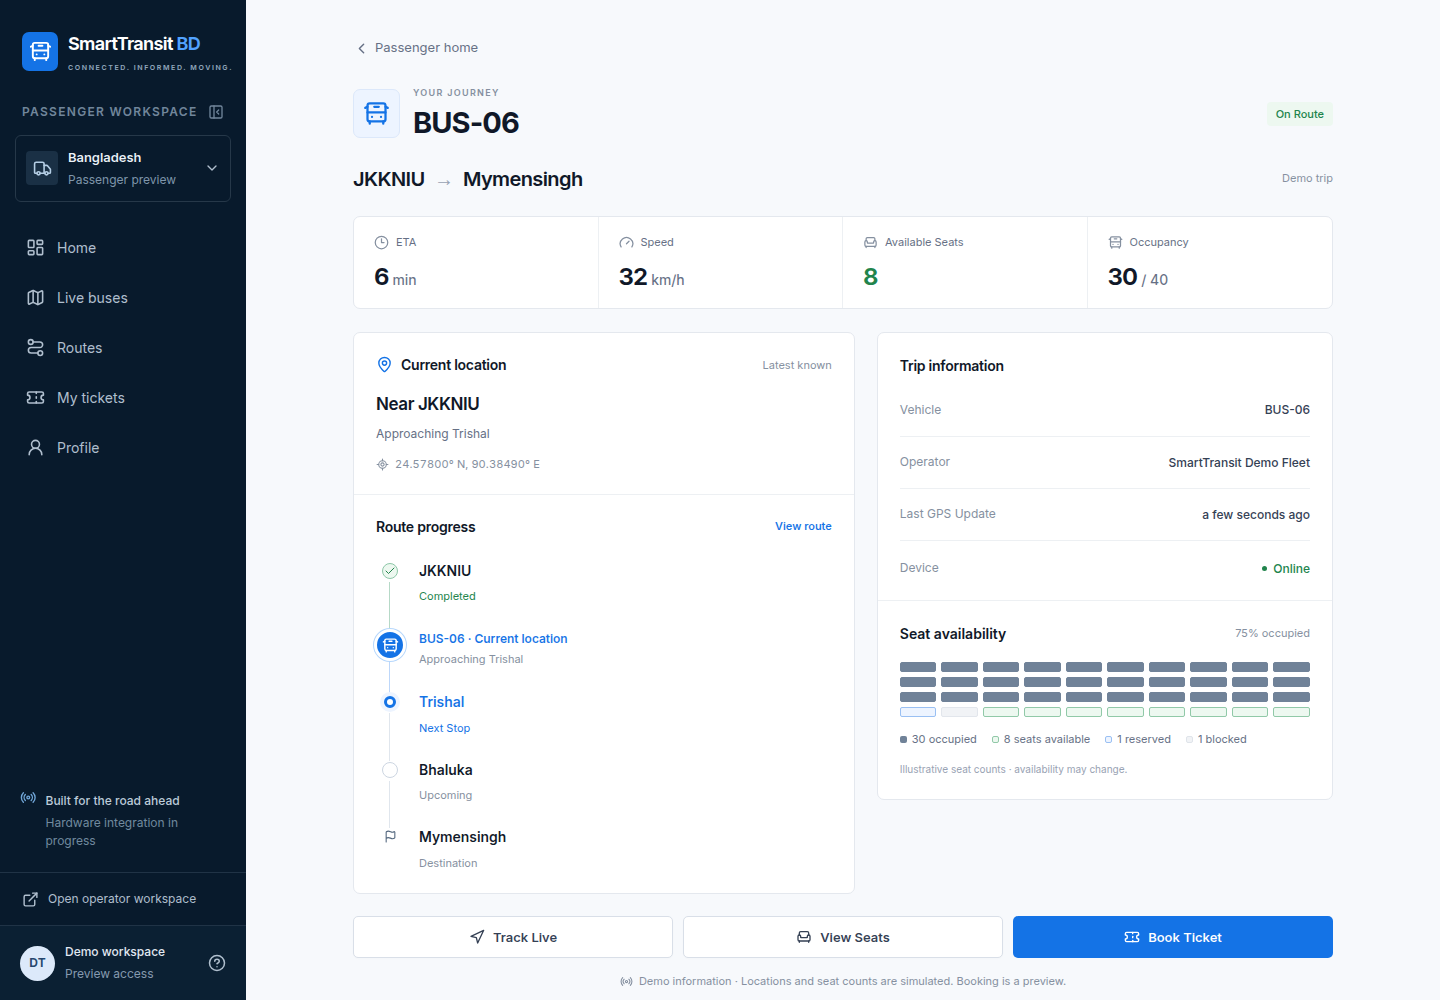 SmartTransit BD
CONNECTED. INFORMED. MOVING.
PASSENGER WORKSPACE
Bangladesh
Passenger preview
Home
Live buses
Routes
My tickets
Profile
Built for the road ahead
Hardware integration in
progress
Open operator workspace
DT
Demo workspace
Preview access
Passenger home
YOUR JOURNEY
BUS-06
On Route
JKKNIU → Mymensingh
Demo trip
ETA
6 min
Speed
32 km/h
Available Seats
8
Occupancy
30 / 40
Current location
Latest known
Near JKKNIU
Approaching Trishal
24.57800° N, 90.38490° E
Route progress
View route
JKKNIU
Completed
BUS-06 · Current location
Approaching Trishal
Trishal
Next Stop
Bhaluka
Upcoming
Mymensingh
Destination
Trip information
Vehicle BUS-06
Operator SmartTransit Demo Fleet
Last GPS Update a few seconds ago
Device Online
Seat availability
75% occupied
30 occupied 8 seats available 1 reserved 1 blocked
Illustrative seat counts · availability may change.
Track Live
View Seats
Book Ticket
Demo information · Locations and seat counts are simulated. Booking is a preview.